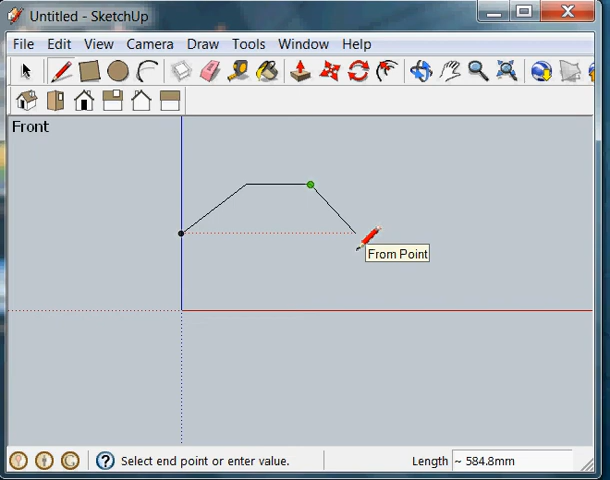 Untitled - SketchUp
File Edit View Camera Draw Tools Window Help
Front
From Point
Select end point or enter value. Length ~ 584.8mm